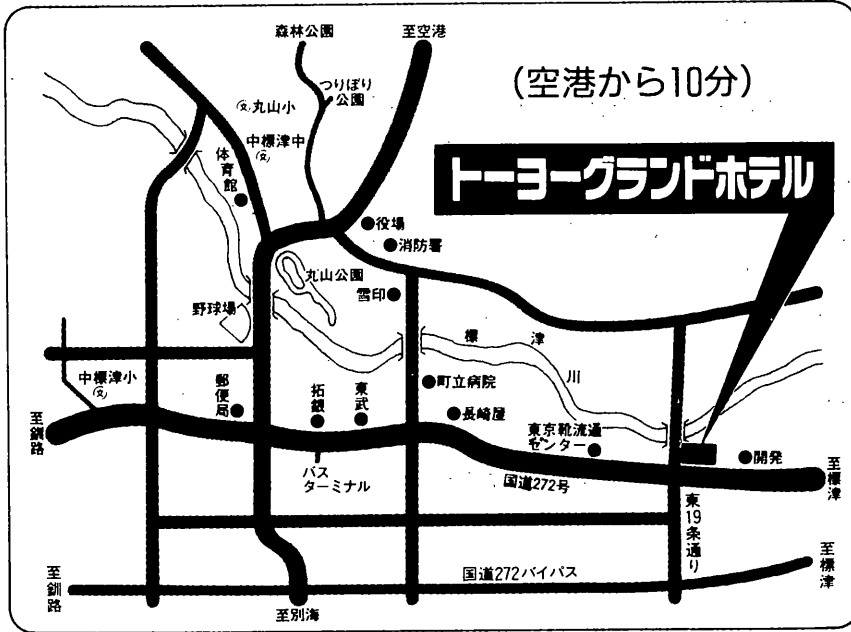 森林公園
至空港
(空港から10分)
つりぼり
公園
㊛丸山小
中標津中
㊛
体育館
トーヨーグランドホテル
役場
消防署
丸山公園
雪印
野球場
標津川
中標津小
㊛
郵便局
拓銀
東武
町立病院
長崎屋
東京靴流通
センター
開発
至釧路
バス
ターミナル
国道272号
至標津
東19条通り
至釧路
国道272バイパス
至標津
至別海